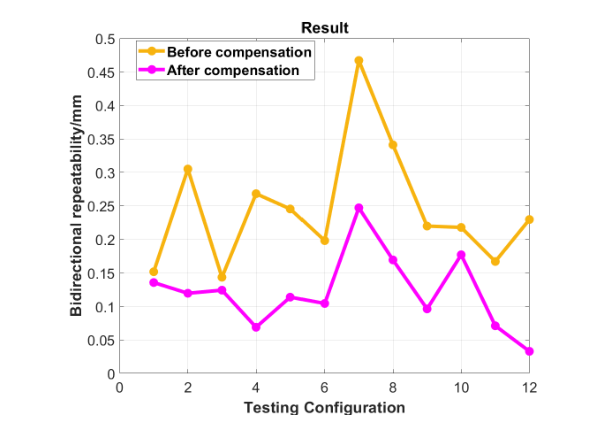 Result
Before compensation
After compensation
Bidirectional repeatability/mm
0.5
0.45
0.4
0.35
0.3
0.25
0.2
0.15
0.1
0.05
0
0 2 4 6 8 10 12
Testing Configuration